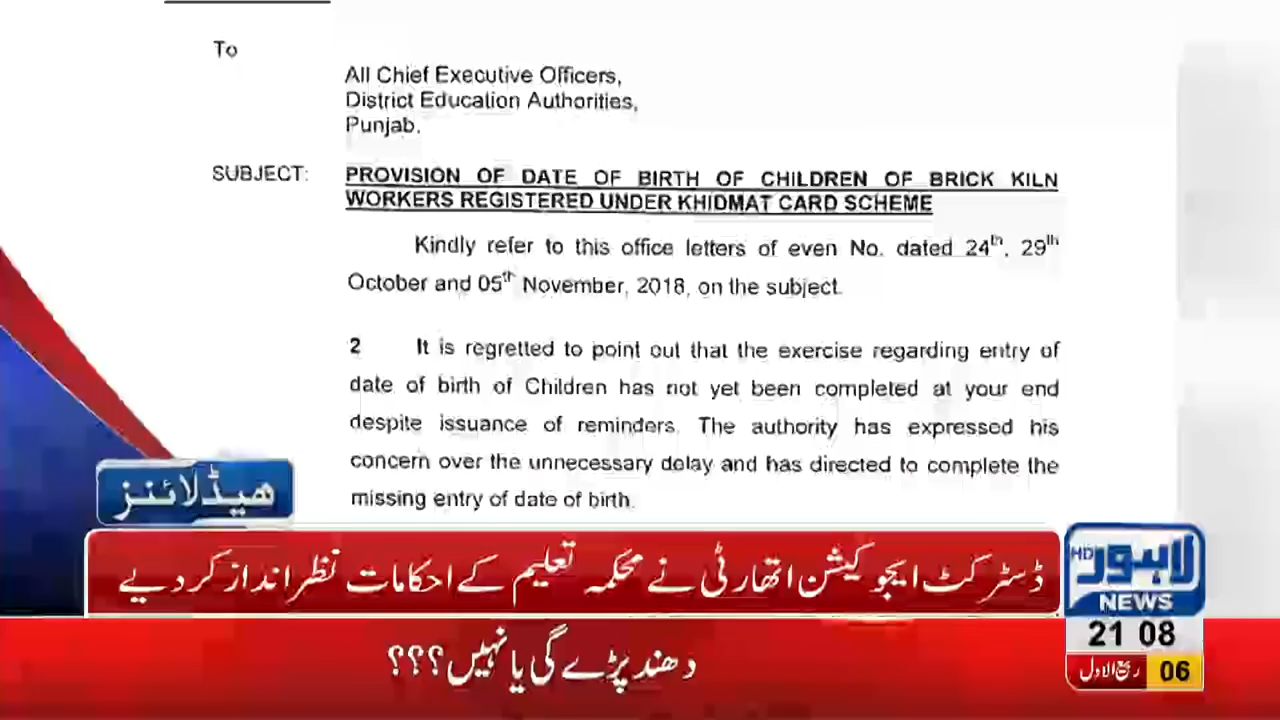 To
All Chief Executive Officers,
District Education Authorities,
Punjab.
SUBJECT: PROVISION OF DATE OF BIRTH OF CHILDREN OF BRICK KILN
WORKERS REGISTERED UNDER KHIDMAT CARD SCHEME
Kindly refer to this office letters of even No. dated 24th, 29th
October and 05th November, 2018, on the subject.
2 It is regretted to point out that the exercise regarding entry of
date of birth of Children has not yet been completed at your end
despite issuance of reminders. The authority has expressed his
concern over the unnecessary delay and has directed to complete the
missing entry of date of birth.
ہیڈلائنز
ڈسٹرکٹ ایجوکیشن اتھارٹی نے محکمہ تعلیم کے احکامات نظر انداز کر دیے
لاہور HD
NEWS
21 08
ربیع الاول 06
دھند پڑے گی یا نہیں؟؟؟